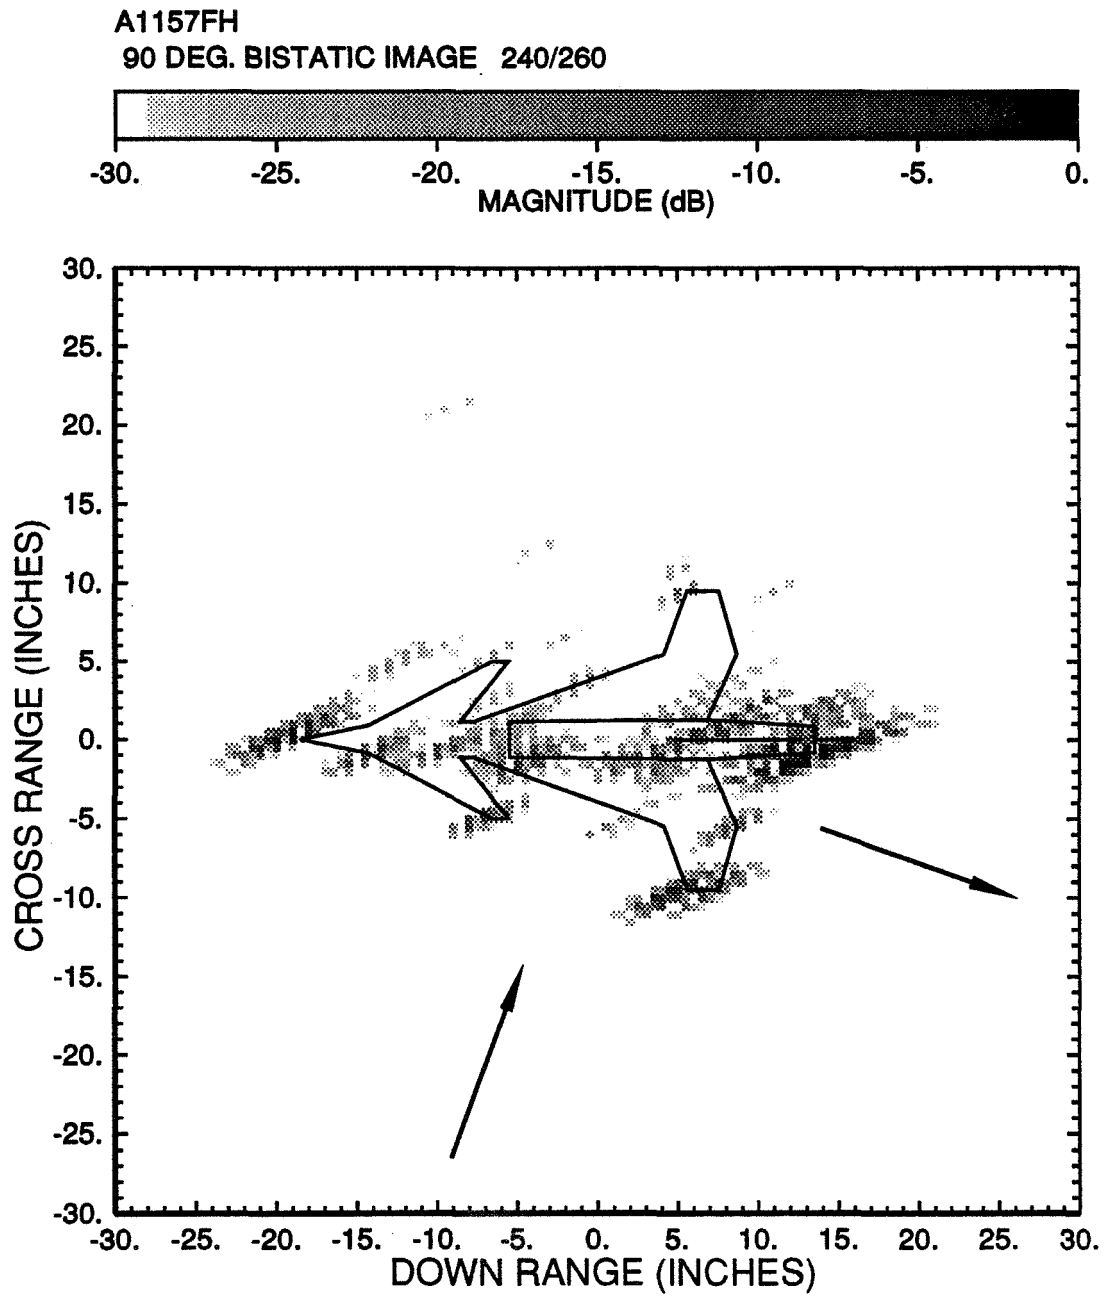 A1157FH
90 DEG. BISTATIC IMAGE 240/260
-30. -25. -20. -15. -10. -5. 0.
MAGNITUDE (dB)
30.
25.
20.
15.
10.
5.
0.
-5.
-10.
-15.
-20.
-25.
-30.
CROSS RANGE (INCHES)
-30. -25. -20. -15. -10. -5. 0. 5. 10. 15. 20. 25. 30.
DOWN RANGE (INCHES)